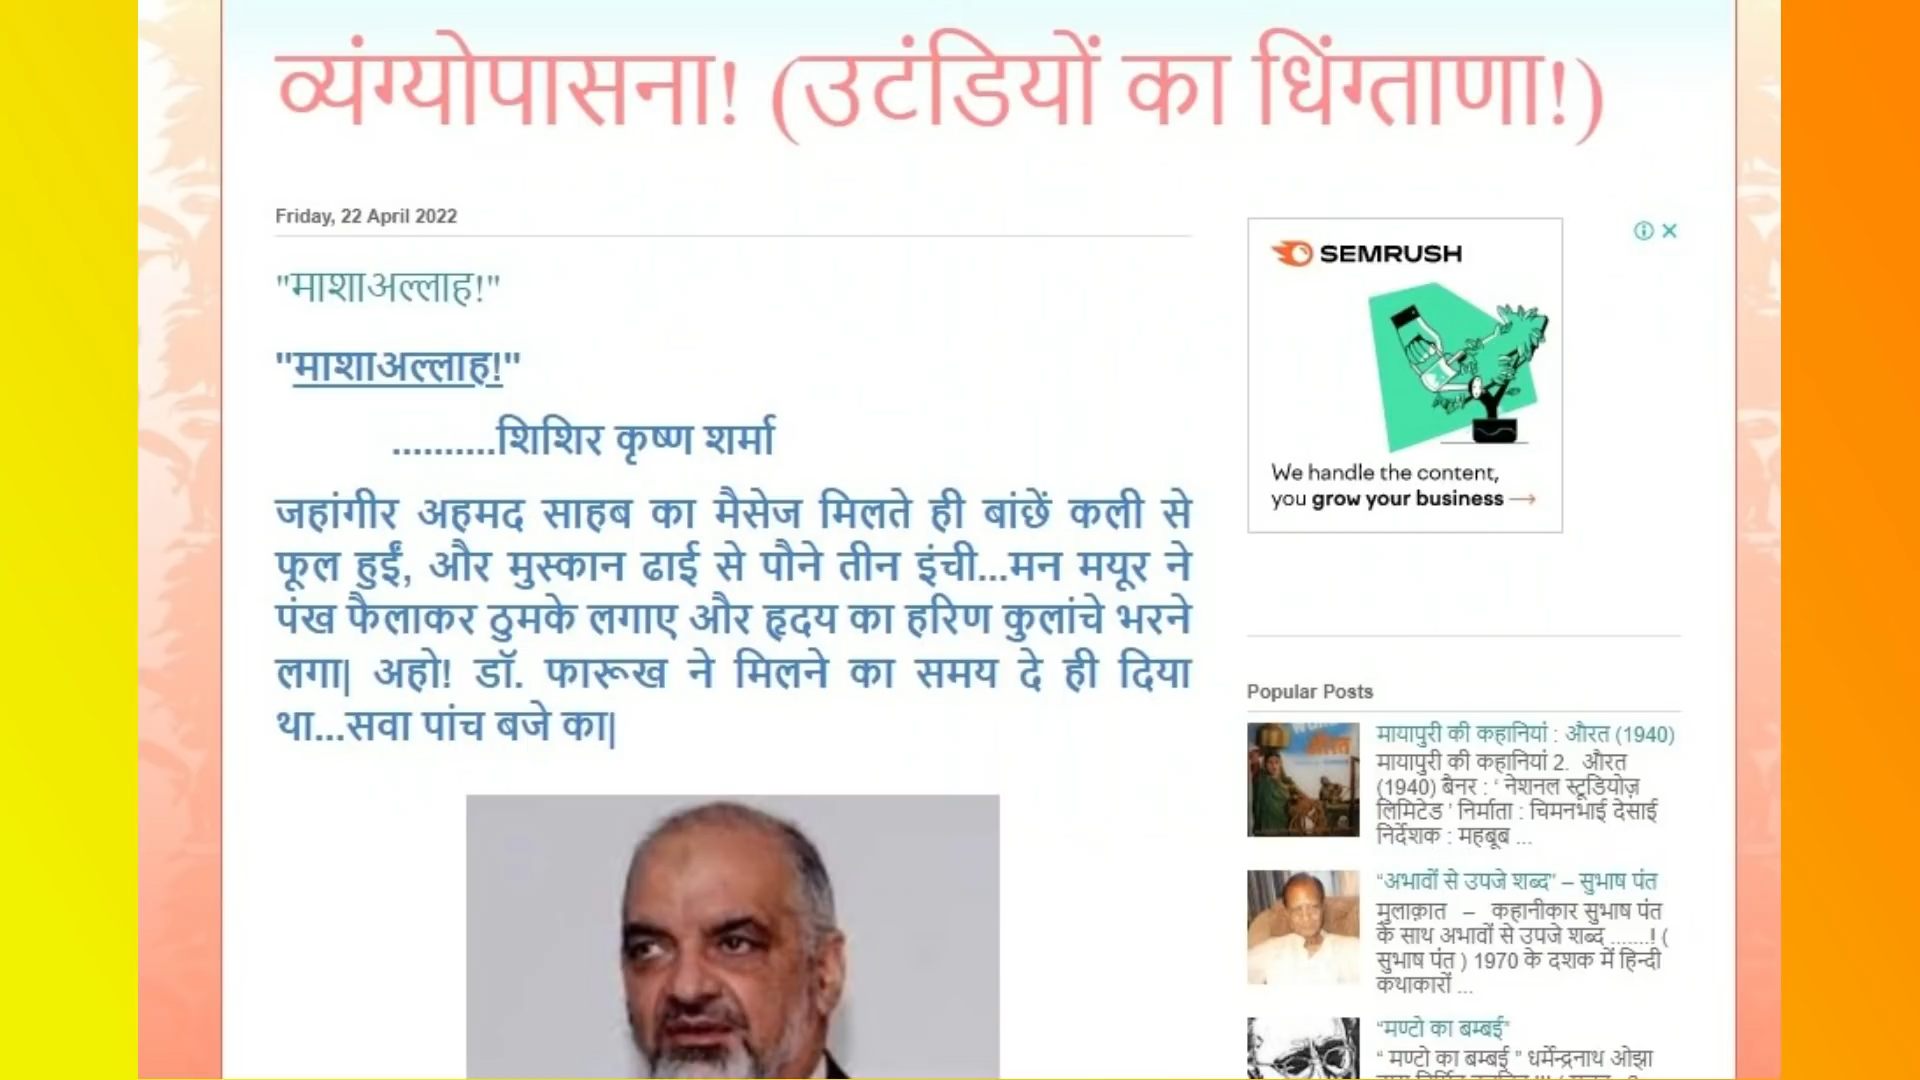 व्यंग्योपासना! (उटंडियों का धिंग्ताणा!)
Friday, 22 April 2022
"माशाअल्लाह!"
"माशाअल्लाह!"
..........शिशिर कृष्ण शर्मा
जहांगीर अहमद साहब का मैसेज मिलते ही बांछें कली से
फूल हुईं, और मुस्कान ढाई से पौने तीन इंची...मन मयूर ने
पंख फैलाकर ठुमके लगाए और हृदय का हरिण कुलांचे भरने
लगा| अहो! डॉ. फारूख ने मिलने का समय दे ही दिया
था...सवा पांच बजे का|
SEMRUSH
We handle the content,
you grow your business →
Popular Posts
मायापुरी की कहानियां : औरत (1940)
मायापुरी की कहानियां 2. औरत
(1940) बैनर : ' नेशनल स्टूडियोज़
लिमिटेड ' निर्माता : चिमनभाई देसाई
निर्देशक : महबूब ...
“अभावों से उपजे शब्द” – सुभाष पंत
मुलाक़ात – कहानीकार सुभाष पंत
के साथ अभावों से उपजे शब्द .......! (
सुभाष पंत ) 1970 के दशक में हिन्दी
कथाकारों ...
“मण्टो का बम्बई”
“ मण्टो का बम्बई ” धर्मेन्द्रनाथ ओझा